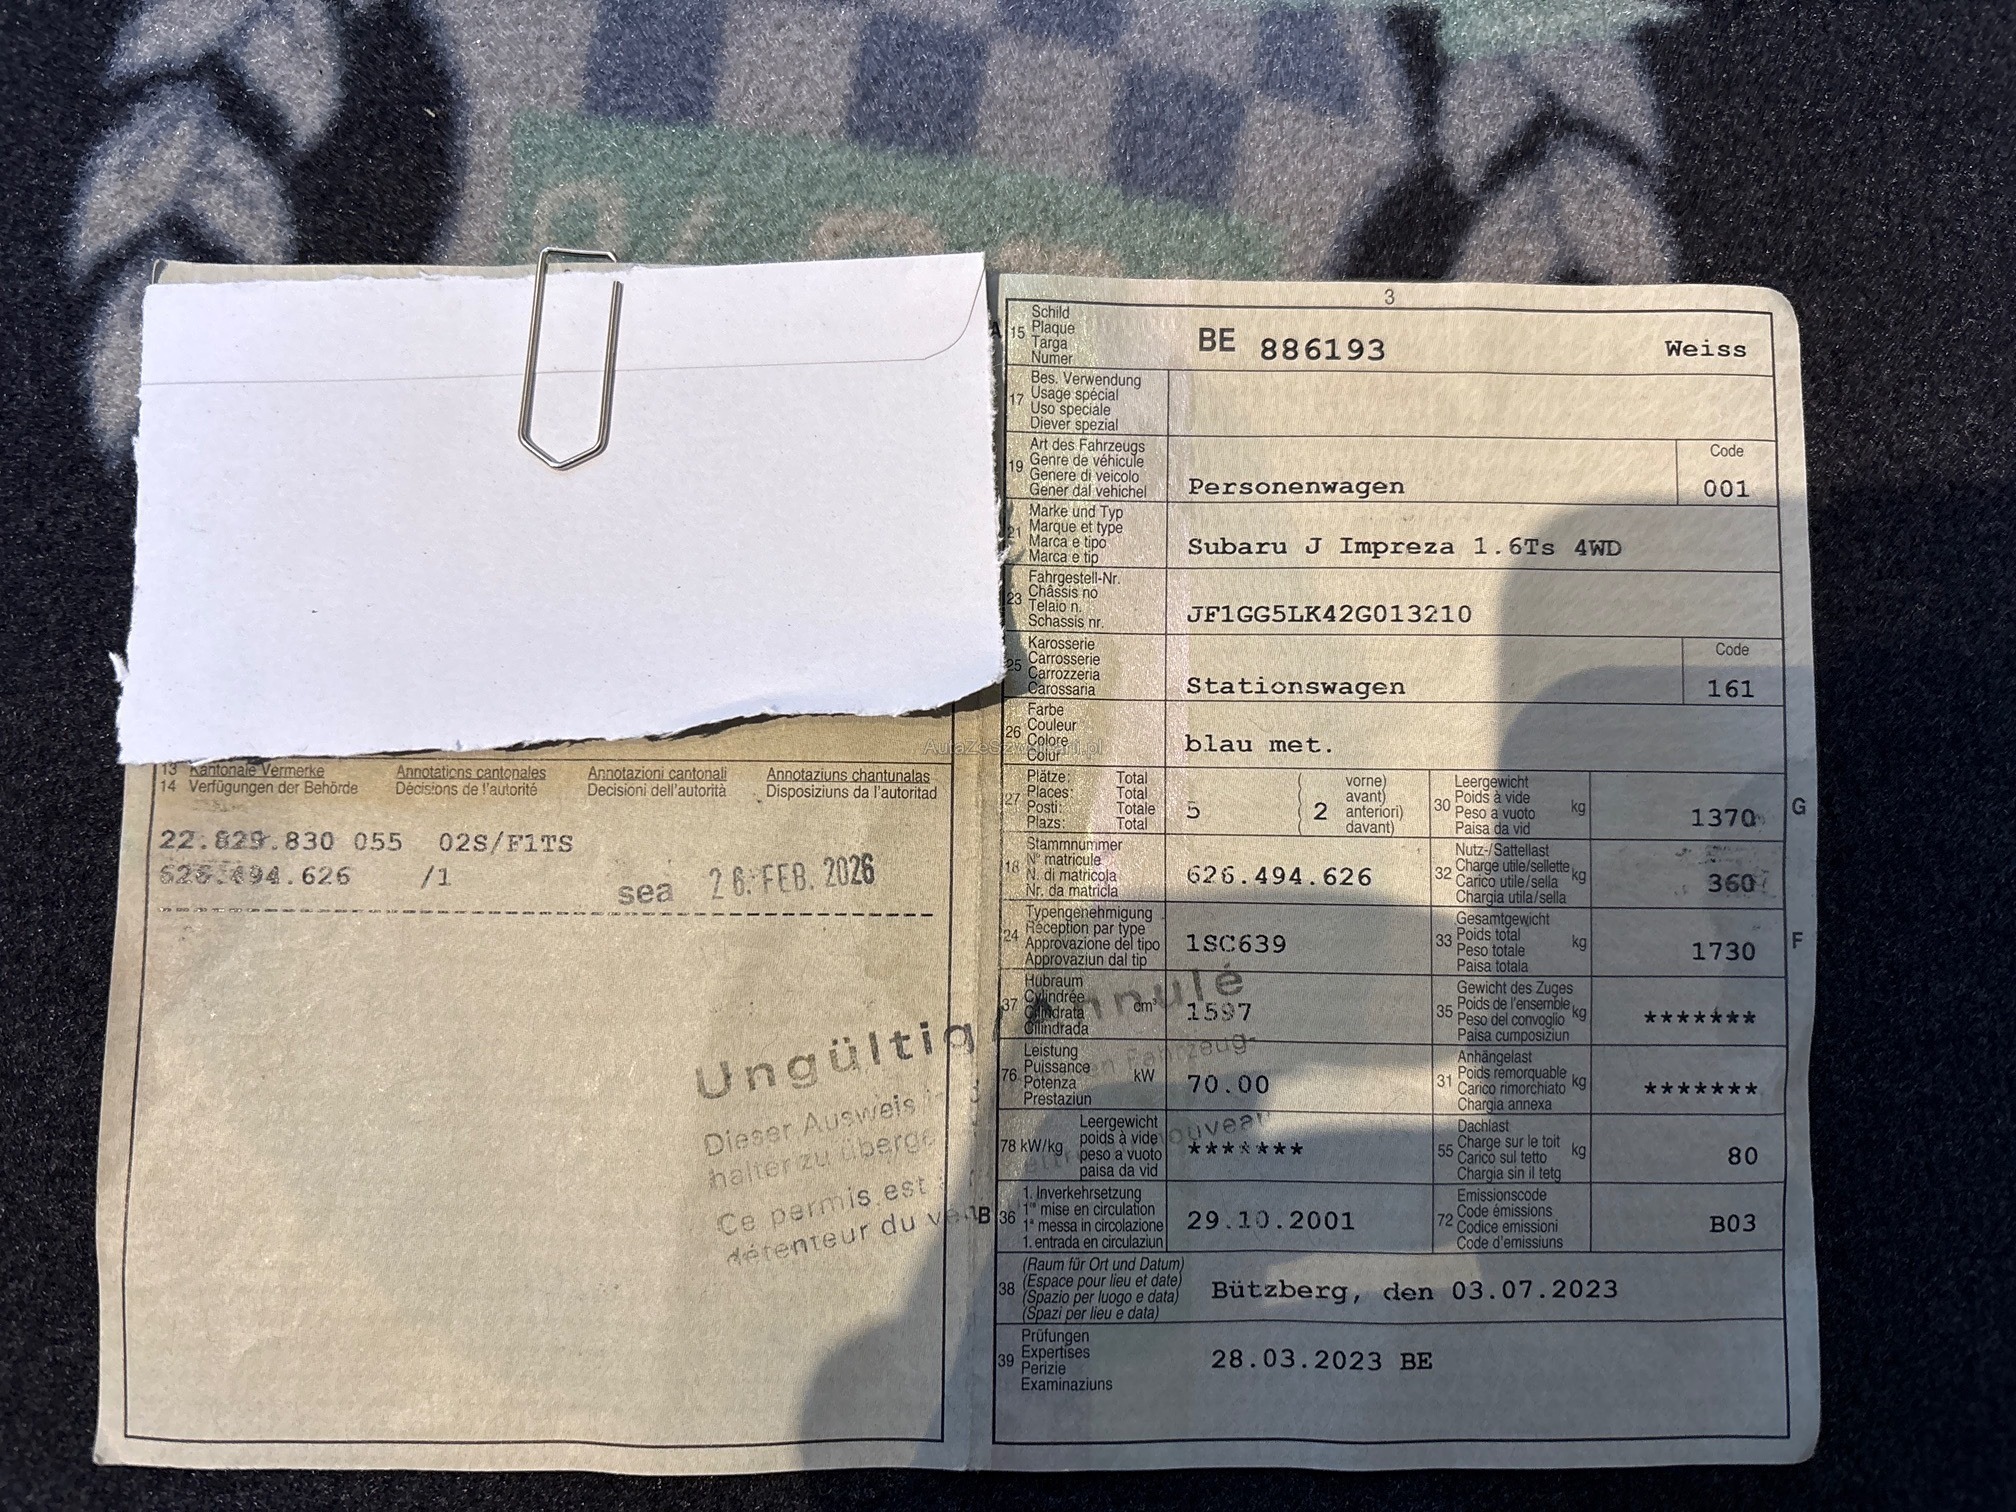 13 Kantonale Vermerke Annotations cantonales Annotazioni cantonali Annotaziuns chantunalas
14 Verfügungen der Behörde Décisions de l'autorité Decisioni dell'autorità Disposiziuns da l'autoritad
22.829.830 055 02S/F1TS
626.494.626 /1
sea 26. FEB. 2026
Ungültig / Annulé
Dieser Ausweis
halter zu überge
Ce permis est
détenteur du
en Fahrzeug-
nouveau
3
A
15 Schild
Plaque
Targa
Numer
BE 886193 Weiss
17 Bes. Verwendung
Usage spécial
Uso speciale
Diever spezial
19 Art des Fahrzeugs
Genre de véhicule
Genere di veicolo
Gener dal vehichel
Personenwagen
Code
001
21 Marke und Typ
Marque et type
Marca e tipo
Marca e tip
Subaru J Impreza 1.6Ts 4WD
23 Fahrgestell-Nr.
Châssis no
Telaio n.
Schassis nr.
JF1GG5LK42G013210
25 Karosserie
Carrosserie
Carrozzeria
Carossaria
Stationswagen
Code
161
26 Farbe
Couleur
Colore
Colur
blau met.
AuraZeSzwajcarii.pl
27 Plätze: Total
Places: Total
Posti: Totale
Plazs: Total
5
2
vorne)
avant)
anteriori)
davant)
30 Leergewicht
Poids à vide
Peso a vuoto
Paisa da vid
kg
1370
G
18 Stammnummer
N° matricule
N. di matricola
Nr. da matricla
626.494.626
32 Nutz-/Sattellast
Charge utile/sellette
Carico utile/sella
Chargia utila/sella
kg
360
24 Typengenehmigung
Réception par type
Approvazione del tipo
Approvaziun dal tip
1SC639
33 Gesamtgewicht
Poids total
Peso totale
Paisa totala
kg
1730
F
37 Hubraum
Cylindrée
Cilindrata
Cilindrada
cm³
1597
35 Gewicht des Zuges
Poids de l'ensemble
Peso del convoglio
Paisa cumposiziun
kg
*******
76 Leistung
Puissance
Potenza
Prestaziun
kW
70.00
31 Anhängelast
Poids remorquable
Carico rimorchiato
Chargia annexa
kg
*******
78 kW/kg
Leergewicht
poids à vide
peso a vuoto
paisa da vid
*******
55 Dachlast
Charge sur le toit
Carico sul tetto
Chargia sin il tetg
kg
80
B
36 1. Inverkehrsetzung
1re mise en circulation
1a messa in circolazione
1. entrada en circulaziun
29.10.2001
72 Emissionscode
Code émissions
Codice emissioni
Code d'emissiuns
B03
38 (Raum für Ort und Datum)
(Espace pour lieu et date)
(Spazio per luogo e data)
(Spazi per lieu e data)
Bützberg, den 03.07.2023
39 Prüfungen
Expertises
Perizie
Examinaziuns
28.03.2023 BE